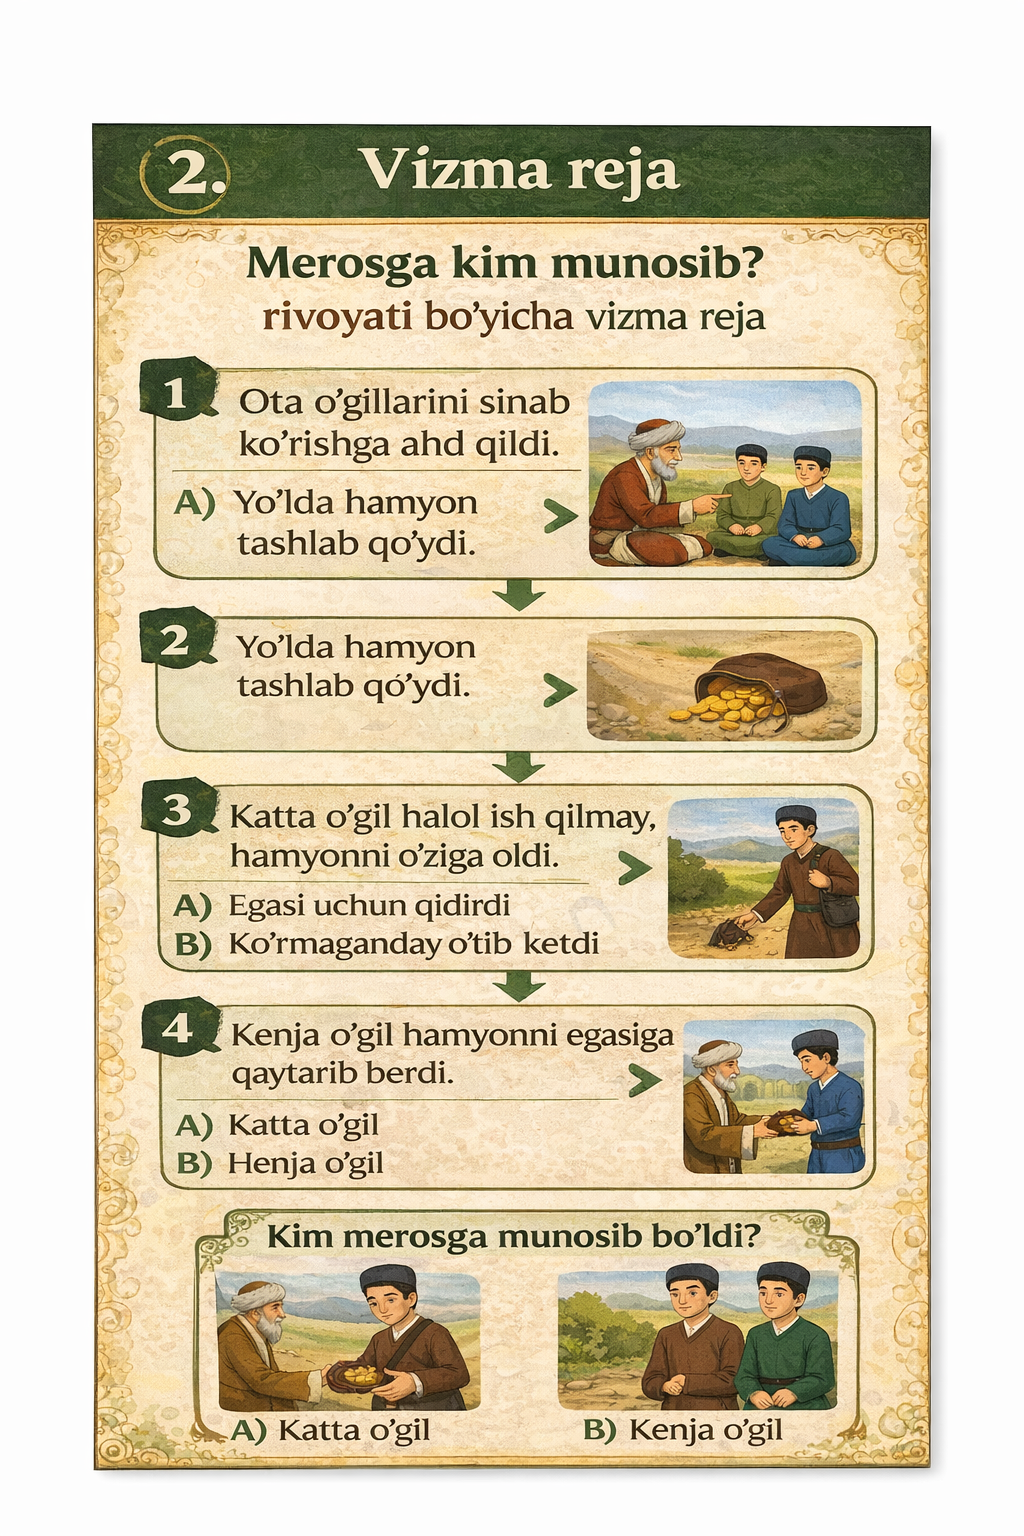 2. Vizma reja
Merosga kim munosib?
rivoyati bo’yicha vizma reja
1
Ota o’gillarini sinab
ko’rishga ahd qildi.
A) Yo’lda hamyon
tashlab qo’ydi.
2
Yo’lda hamyon
tashlab qó’ydi.
3
Katta o’gil halol ish qilmay,
hamyonni o’ziga oldi.
A) Egasi uchun qidirdi
B) Ko’rmaganday o’tib ketdi
4
Kenja o’gil hamyonni egasiga
qaytarib berdi.
A) Katta o’gil
B) Henja o’gil
Kim merosga munosib bo’ldi?
A) Katta o’gil
B) Kenja o’gil